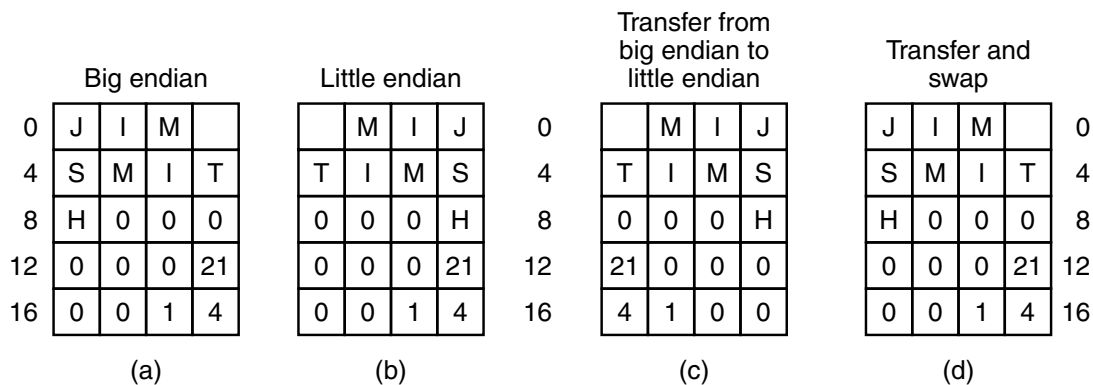 Transfer from
big endian to
Big endian Little endian little endian Transfer and
swap
0 J I M M I J 0 M I J J I M 0
4 S M I T T I M S 4 T I M S S M I T 4
8 H 0 0 0 0 0 0 H 8 0 0 0 H H 0 0 0 8
12 0 0 0 21 0 0 0 21 12 21 0 0 0 0 0 0 21 12
16 0 0 1 4 0 0 1 4 16 4 1 0 0 0 0 1 4 16
(a) (b) (c) (d)